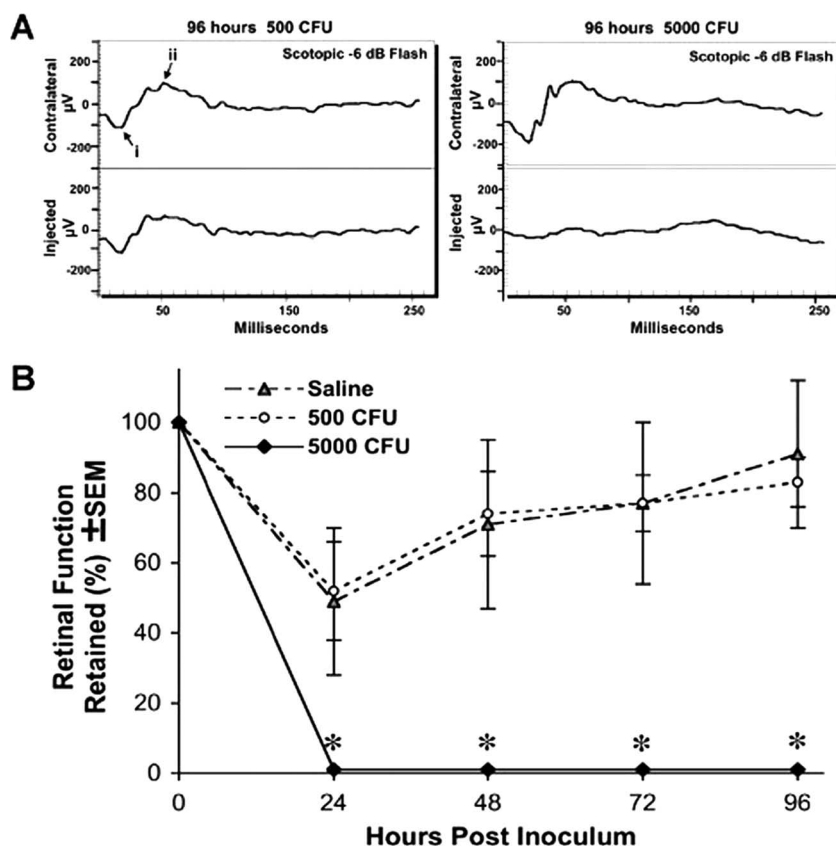 A
96 hours 500 CFU
Scotopic -6 dB Flash
Contralateral
µV
200
0
-200
ii
i
Injected
µV
200
0
-200
50
150
250
Milliseconds
96 hours 5000 CFU
Scotopic -6 dB Flash
Contralateral
µV
200
0
-200
Injected
µV
200
0
-200
50
150
250
Milliseconds
B
Saline
500 CFU
5000 CFU
Retinal Function
Retained (%) ±SEM
100
80
60
40
20
0
* * * *
0 24 48 72 96
Hours Post Inoculum